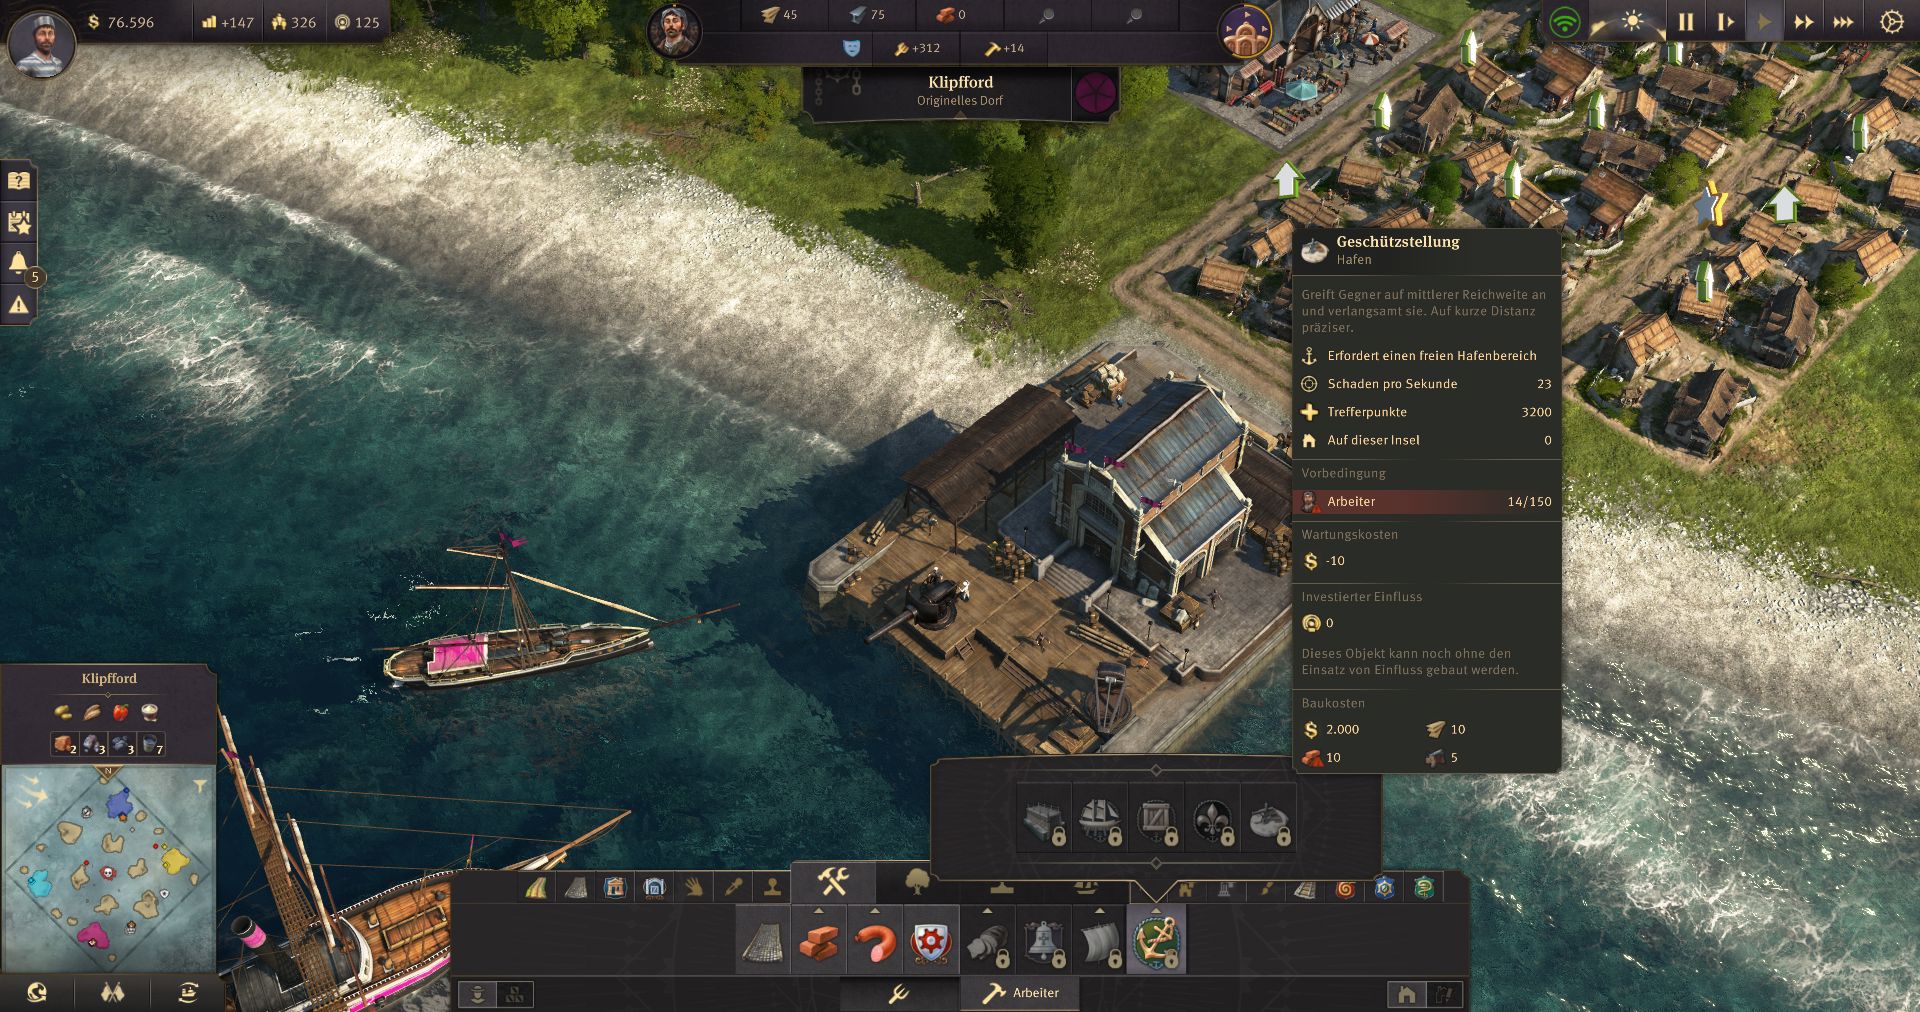 76.596
+147
326
125
45
75
0
+312
+14
Klipfford
Originelles Dorf
5
Geschützstellung
Hafen
Greift Gegner auf mittlerer Reichweite an
und verlangsamt sie. Auf kurze Distanz
präziser.
Erfordert einen freien Hafenbereich
Schaden pro Sekunde 23
Trefferpunkte 3200
Auf dieser Insel 0
Vorbedingung
Arbeiter 14/150
Wartungskosten
-10
Investierter Einfluss
0
Dieses Objekt kann noch ohne den
Einsatz von Einfluss gebaut werden.
Baukosten
2.000 10
10 5
Klipfford
2 3 3 7
N
Arbeiter